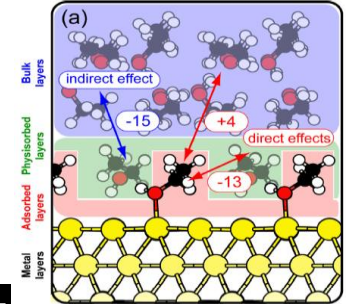 (a)
Bulk
layers
indirect effect
-15
+4
Physisorbed
layers
direct effects
-13
Adsorbed
layers
Metal
layers